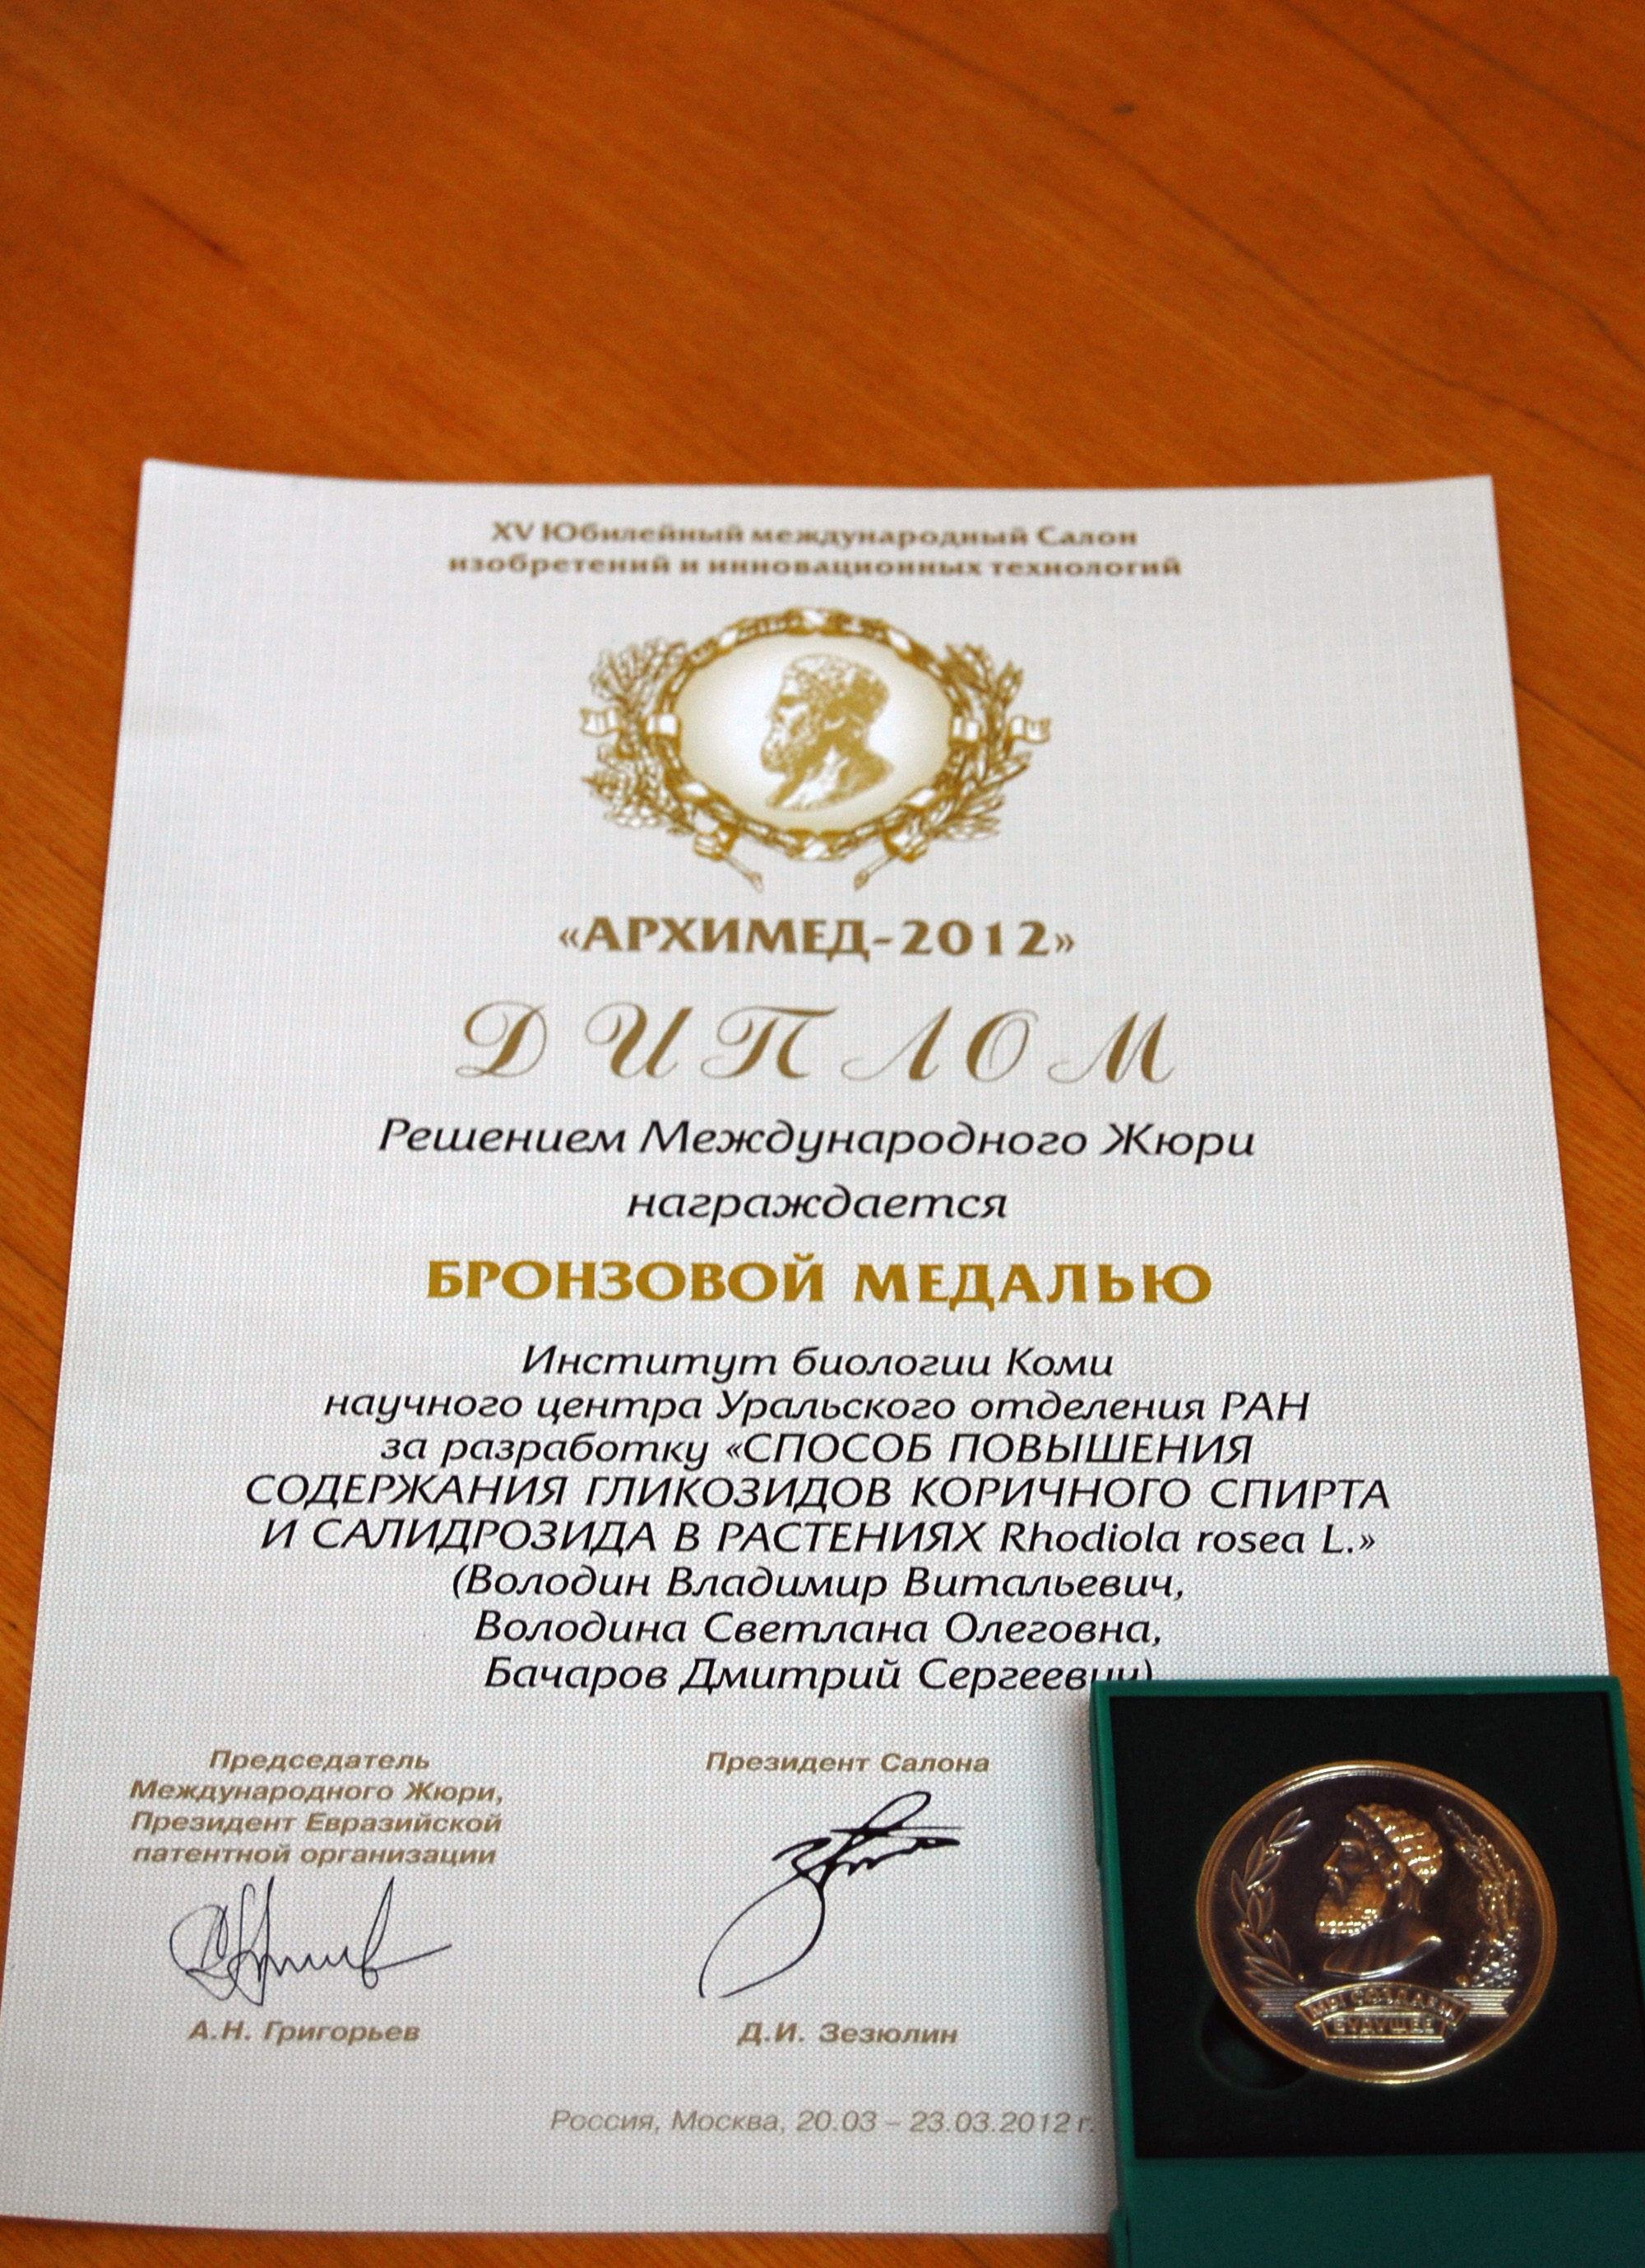 XV Юбилейный международный Салон
изобретений и инновационных технологий
«АРХИМЕД-2012»
ДИПЛОМ
Решением Международного Жюри
награждается
БРОНЗОВОЙ МЕДАЛЬЮ
Институт биологии Коми
научного центра Уральского отделения РАН
за разработку «СПОСОБ ПОВЫШЕНИЯ
СОДЕРЖАНИЯ ГЛИКОЗИДОВ КОРИЧНОГО СПИРТА
И САЛИДРОЗИДА В РАСТЕНИЯХ Rhodiola rosea L.»
(Володин Владимир Витальевич,
Володина Светлана Олеговна,
Бачаров Дмитрий Сергеевич)
Председатель
Международного Жюри,
Президент Евразийской
патентной организации
А.Н. Григорьев
Президент Салона
Д.И. Зезюлин
Россия, Москва, 20.03 – 23.03.2012 г.
МЫ СОЗДАЕМ
БУДУЩЕЕ